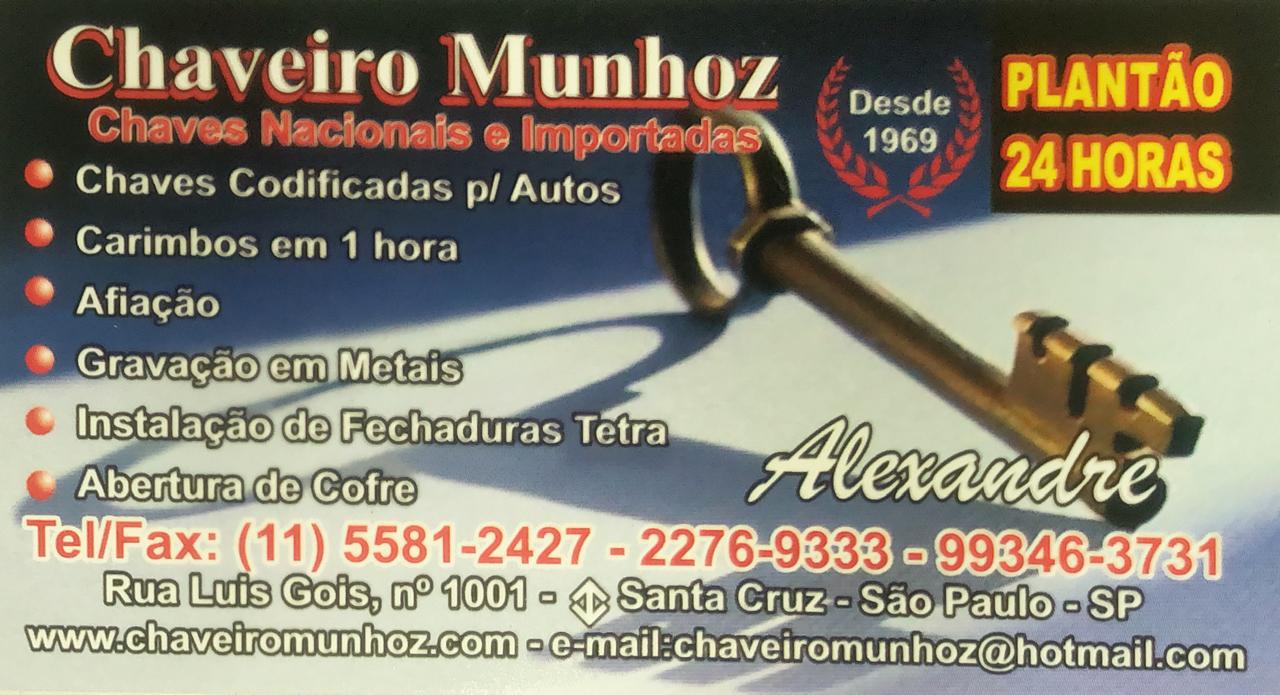 Chaveiro Munhoz
Chaves Nacionais e Importadas
Desde
1969
PLANTÃO
24 HORAS
Chaves Codificadas p/ Autos
Carimbos em 1 hora
Afiação
Gravação em Metais
Instalação de Fechaduras Tetra
Abertura de Cofre
Alexandre
Tel/Fax: (11) 5581-2427 - 2276-9333 - 99346-3731
Rua Luis Gois, nº 1001 - Santa Cruz - São Paulo - SP
www.chaveiromunhoz.com - e-mail:chaveiromunhoz@hotmail.com